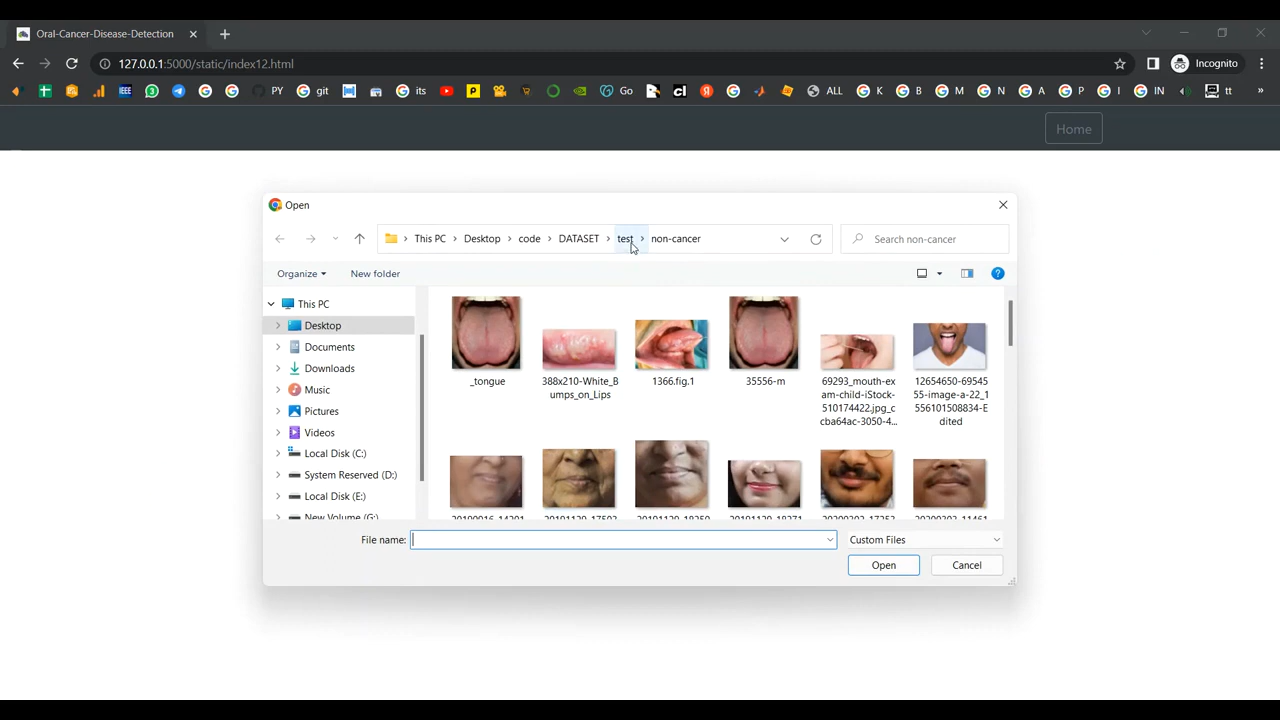 Oral-Cancer-Disease-Detection
127.0.0.1:5000/static/index12.html
Incognito
PY git its Go ALL K B M N A P I IN tt »
Home
Open
This PC > Desktop > code > DATASET > test > non-cancer
Search non-cancer
Organize
New folder
This PC
Desktop
Documents
Downloads
Music
Pictures
Videos
Local Disk (C:)
System Reserved (D:)
Local Disk (E:)
New Volume (G:)
_tongue
388x210-White_B
umps_on_Lips
1366.fig.1
35556-m
69293_mouth-ex
am-child-iStock-
510174422.jpg_c
cba64ac-3050-4...
12654650-69545
55-image-a-22_1
556101508834-E
dited
File name:
Custom Files
Open
Cancel